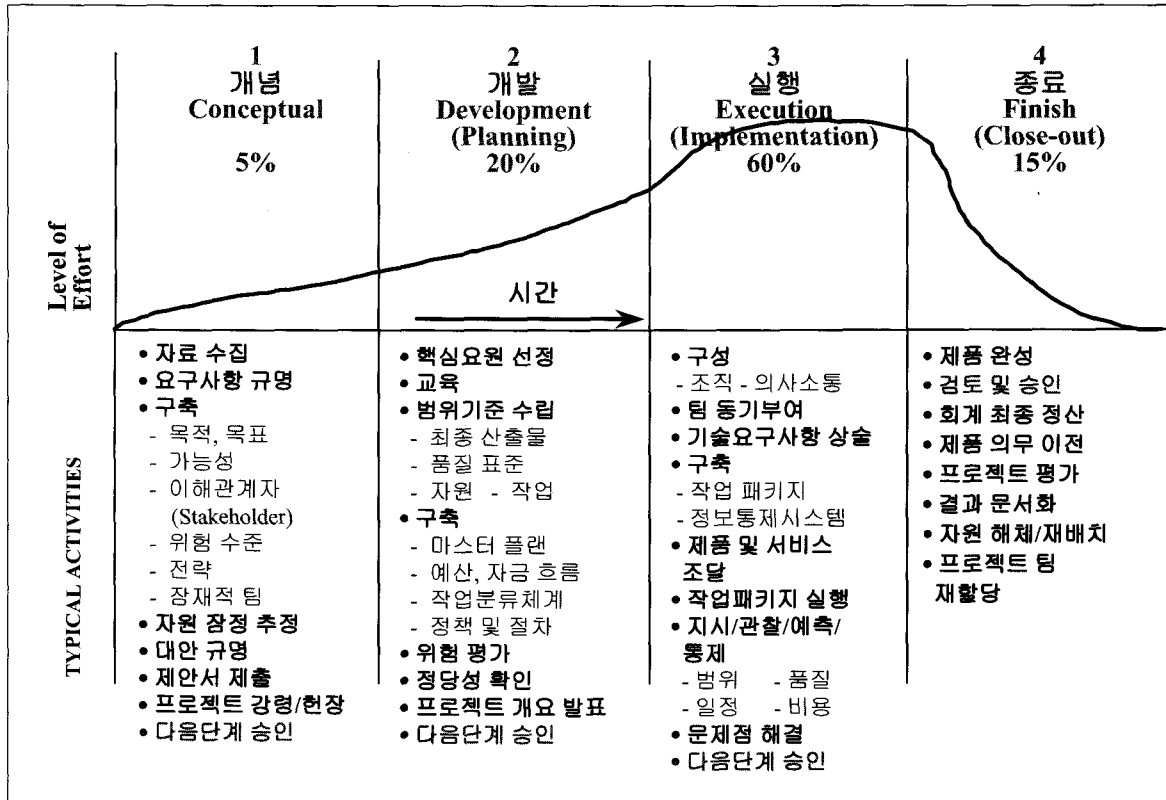 1
개념
Conceptual
5%
2
개발
Development
(Planning)
20%
3
실행
Execution
(Implementation)
60%
4
종료
Finish
(Close-out)
15%
Level of
Effort
시간
TYPICAL ACTIVITIES
• 자료 수집
• 요구사항 규명
• 구축
- 목적, 목표
- 가능성
- 이해관계자
(Stakeholder)
- 위험 수준
- 전략
- 잠재적 팀
• 자원 잠정 추정
• 대안 규명
• 제안서 제출
• 프로젝트 강령/헌장
• 다음단계 승인
• 핵심요원 선정
• 교육
• 범위기준 수립
- 최종 산출물
- 품질 표준
- 자원 - 작업
• 구축
- 마스터 플랜
- 예산, 자금 흐름
- 작업분류체계
- 정책 및 절차
• 위험 평가
• 정당성 확인
• 프로젝트 개요 발표
• 다음단계 승인
• 구성
- 조직 - 의사소통
• 팀 동기부여
• 기술요구사항 상술
• 구축
- 작업 패키지
- 정보통제시스템
• 제품 및 서비스
조달
• 작업패키지 실행
• 지시/관찰/예측/
통제
- 범위 - 품질
- 일정 - 비용
• 문제점 해결
• 다음단계 승인
• 제품 완성
• 검토 및 승인
• 회계 최종 정산
• 제품 의무 이전
• 프로젝트 평가
• 결과 문서화
• 자원 해체/재배치
• 프로젝트 팀
재할당